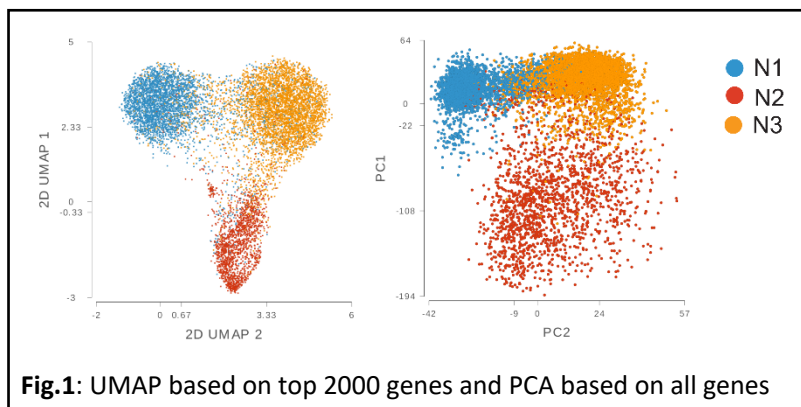 5
2.33
0
-0.33
-3
2D UMAP 1
-2 0 0.67 3.33 6
2D UMAP 2
64
0
-22
-108
-194
PC1
-42 -9 0 24 57
PC2
N1
N2
N3
Fig.1: UMAP based on top 2000 genes and PCA based on all genes